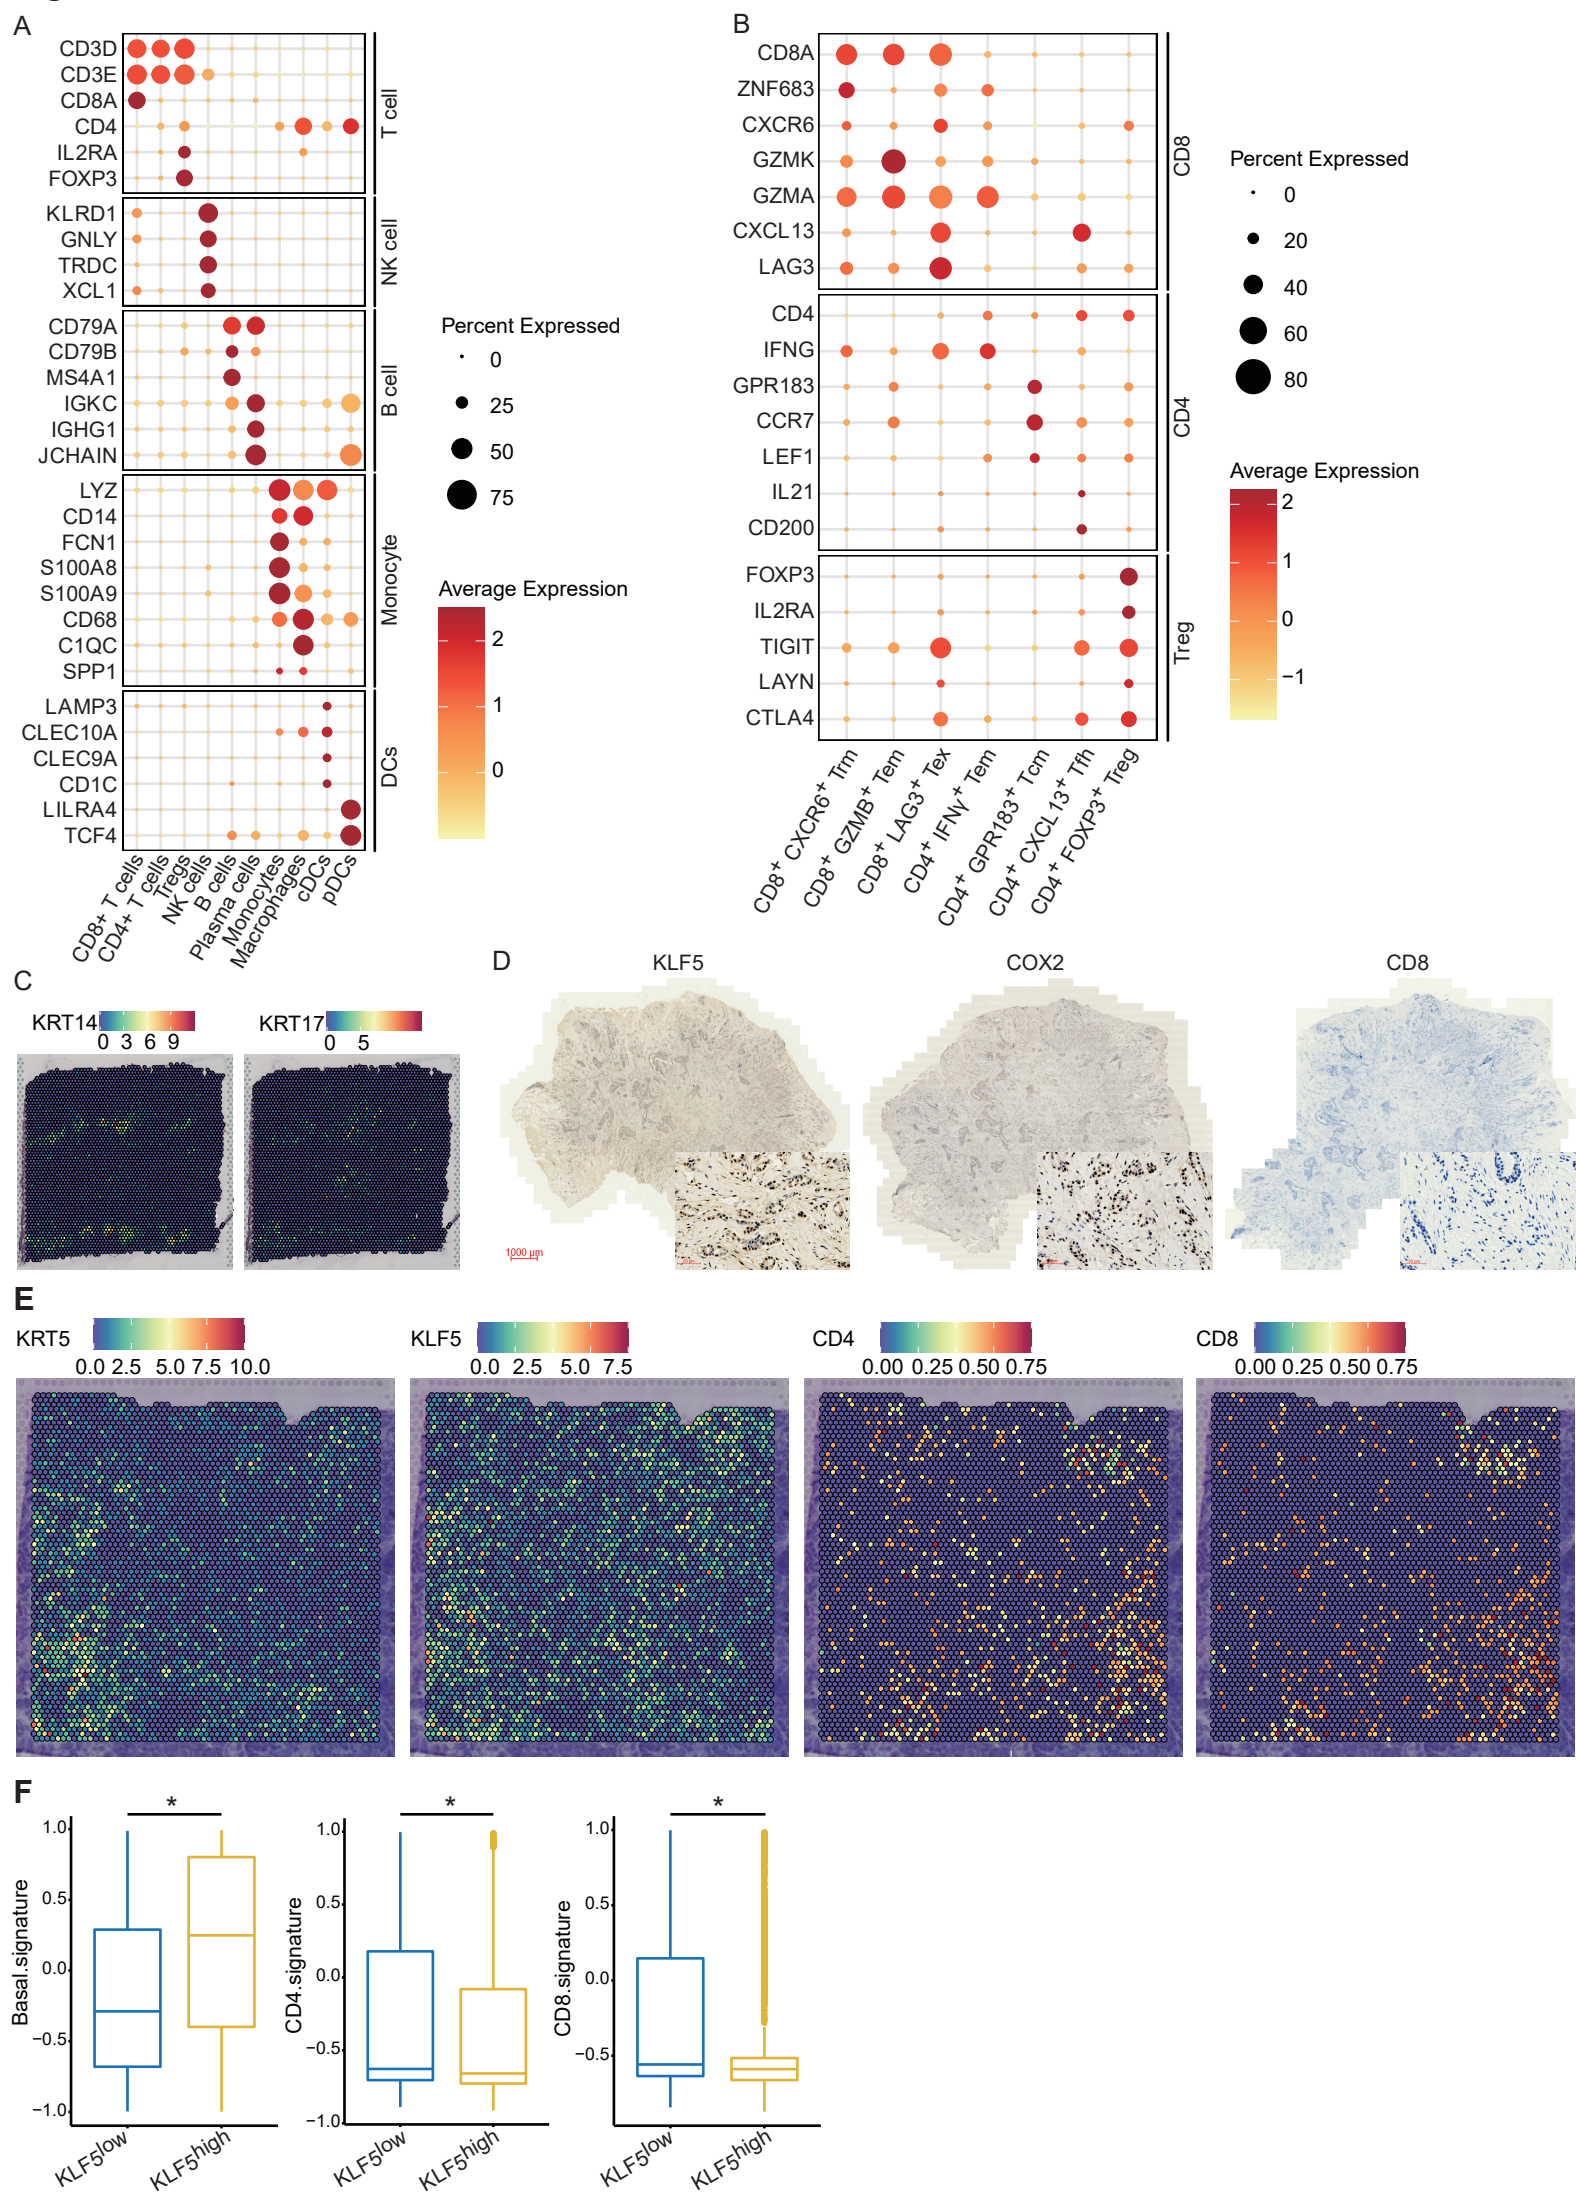 A
CD3D
CD3E
CD8A
CD4
IL2RA
FOXP3
T cell
KLRD1
GNLY
TRDC
XCL1
NK cell
CD79A
CD79B
MS4A1
IGKC
IGHG1
JCHAIN
B cell
LYZ
CD14
FCN1
S100A8
S100A9
CD68
C1QC
SPP1
Monocyte
LAMP3
CLEC10A
CLEC9A
CD1C
LILRA4
TCF4
DCs
CD8+ T cells
CD4+ T cells
Tregs
NK cells
B cells
Plasma cells
Monocytes
Macrophages
cDCs
pDCs
Percent Expressed
0
25
50
75
Average Expression
2
1
0
B
CD8A
ZNF683
CXCR6
GZMK
GZMA
CXCL13
LAG3
CD8
CD4
IFNG
GPR183
CCR7
LEF1
IL21
CD200
CD4
FOXP3
IL2RA
TIGIT
LAYN
CTLA4
Treg
CD8⁺ CXCR6⁺ Trm
CD8⁺ GZMB⁺ Tem
CD8⁺ LAG3⁺ Tex
CD4⁺ IFNγ⁺ Tem
CD4⁺ GPR183⁺ Tcm
CD4⁺ CXCL13⁺ Tfh
CD4⁺ FOXP3⁺ Treg
Percent Expressed
0
20
40
60
80
Average Expression
2
1
0
−1
C
KRT14
0 3 6 9
KRT17
0 5
D
KLF5
COX2
CD8
1000 µm
E
KRT5
0.0 2.5 5.0 7.5 10.0
KLF5
0.0 2.5 5.0 7.5
CD4
0.00 0.25 0.50 0.75
CD8
0.00 0.25 0.50 0.75
F
*
1.0
0.5
0.0
−0.5
−1.0
Basal.signature
KLF5low
KLF5high
*
1.0
0.5
0.0
−0.5
−1.0
CD4.signature
KLF5low
KLF5high
*
1.0
0.5
0.0
−0.5
CD8.signature
KLF5low
KLF5high